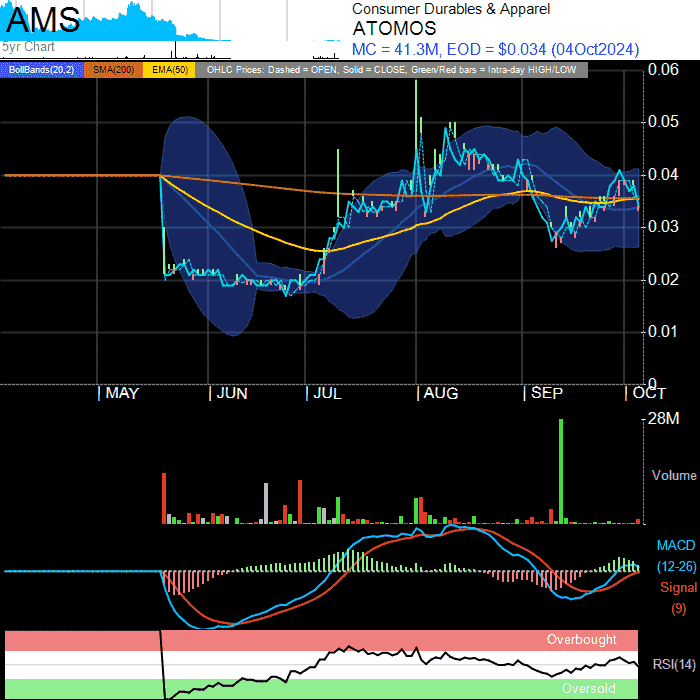 AMS
5yr Chart
Consumer Durables & Apparel
ATOMOS
MC = 41.3M, EOD = $0.034 (04Oct2024)
BollBands(20,2) SMA(200) EMA(50) OHLC Prices: Dashed = OPEN, Solid = CLOSE, Green/Red bars = Intra-day HIGH/LOW
0.06
0.05
0.04
0.03
0.02
0.01
0
MAY JUN JUL AUG SEP OCT
28M
Volume
MACD
(12-26)
Signal
(9)
Overbought
RSI(14)
Oversold